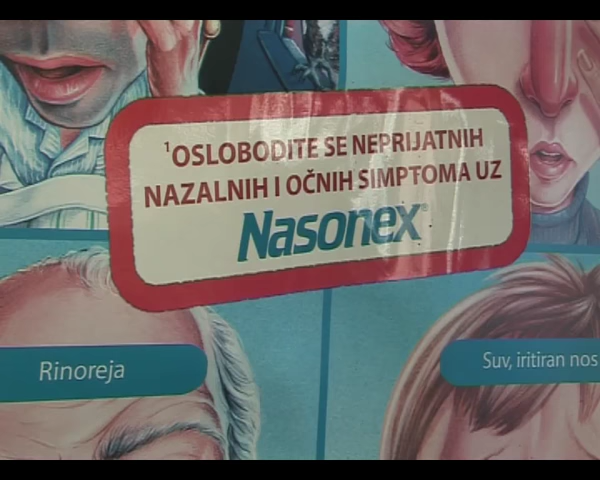 ¹OSLOBODITE SE NEPRIJATNIH
NAZALNIH I OČNIH SIMPTOMA UZ
Nasonex®
Rinoreja
Suv, iritiran nos